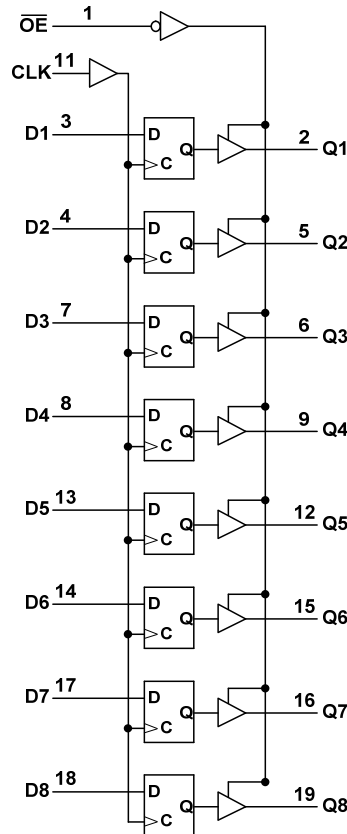 OE 1
CLK 11
D1 3 D Q C 2 Q1
D2 4 D Q C 5 Q2
D3 7 D Q C 6 Q3
D4 8 D Q C 9 Q4
D5 13 D Q C 12 Q5
D6 14 D Q C 15 Q6
D7 17 D Q C 16 Q7
D8 18 D Q C 19 Q8